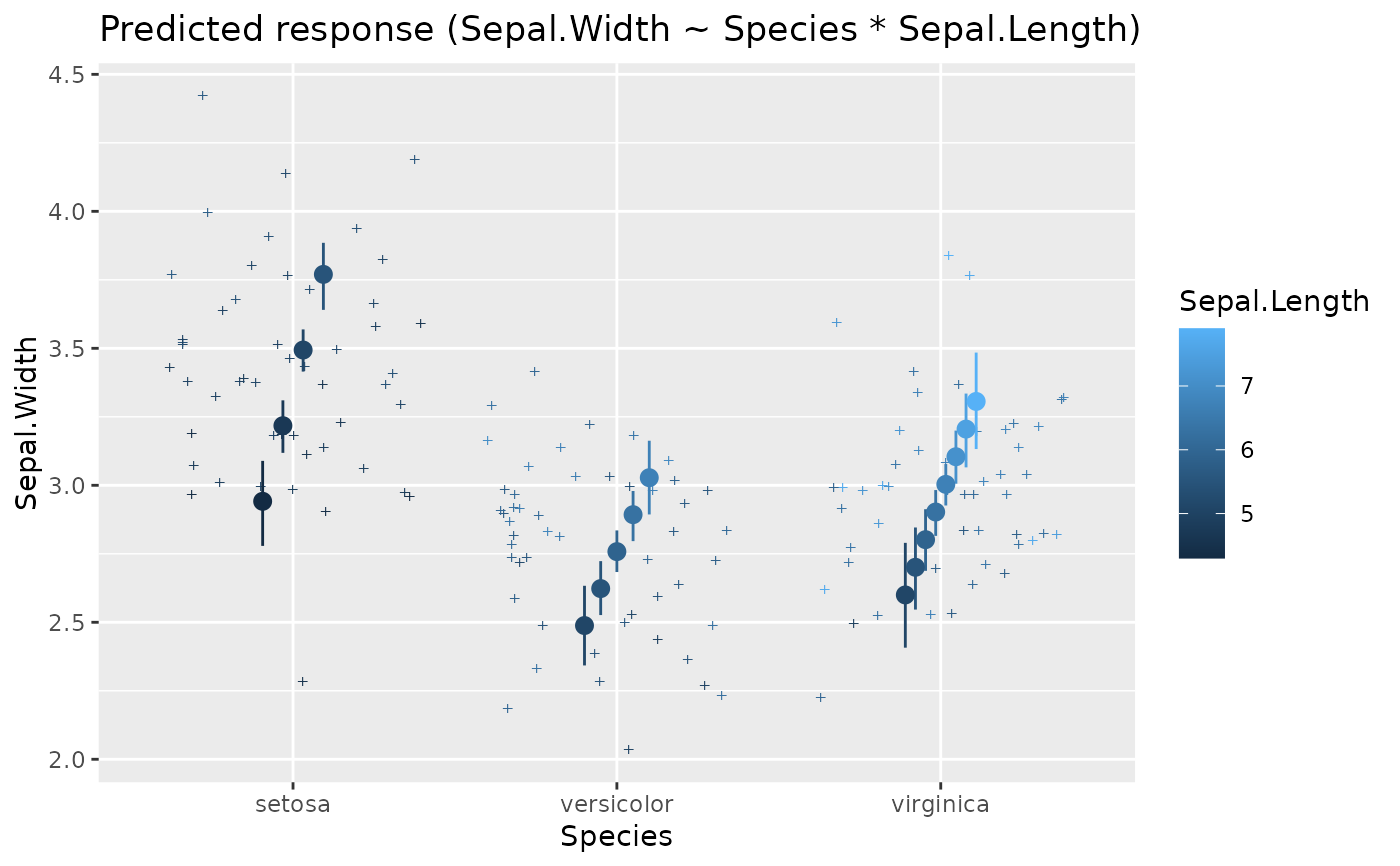 Predicted response (Sepal.Width ~ Species * Sepal.Length)
4.5
4.0
3.5
3.0
2.5
2.0
Sepal.Width
setosa
versicolor
virginica
Species
Sepal.Length
7
6
5